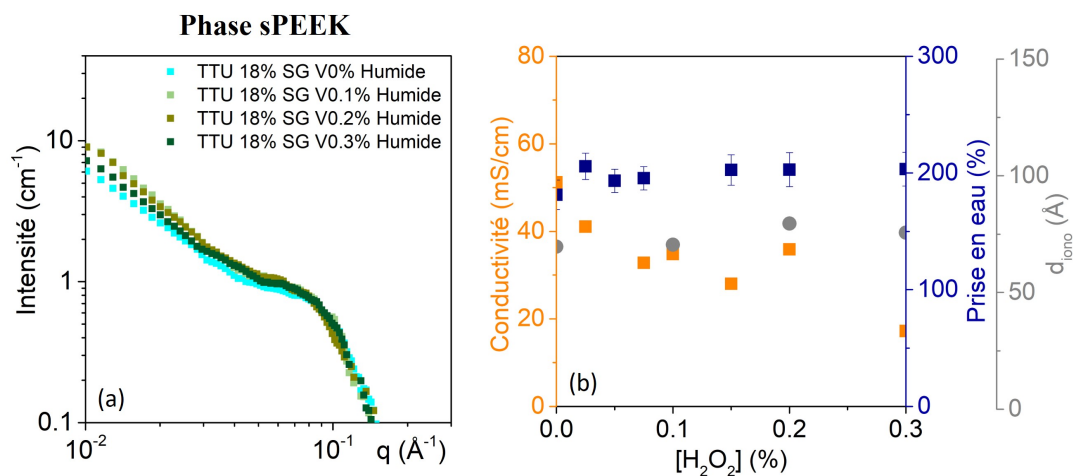 Phase sPEEK
TTU 18% SG V0% Humide
TTU 18% SG V0.1% Humide
TTU 18% SG V0.2% Humide
TTU 18% SG V0.3% Humide
10
1
0.1
Intensité (cm⁻¹)
(a)
10⁻²
10⁻¹
q (Å⁻¹)
80
60
40
20
0
Conductivité (mS/cm)
(b)
0.0
0.1
0.2
0.3
[H₂O₂] (%)
300
200
100
0
Prise en eau (%)
150
100
50
0
d_iono (Å)